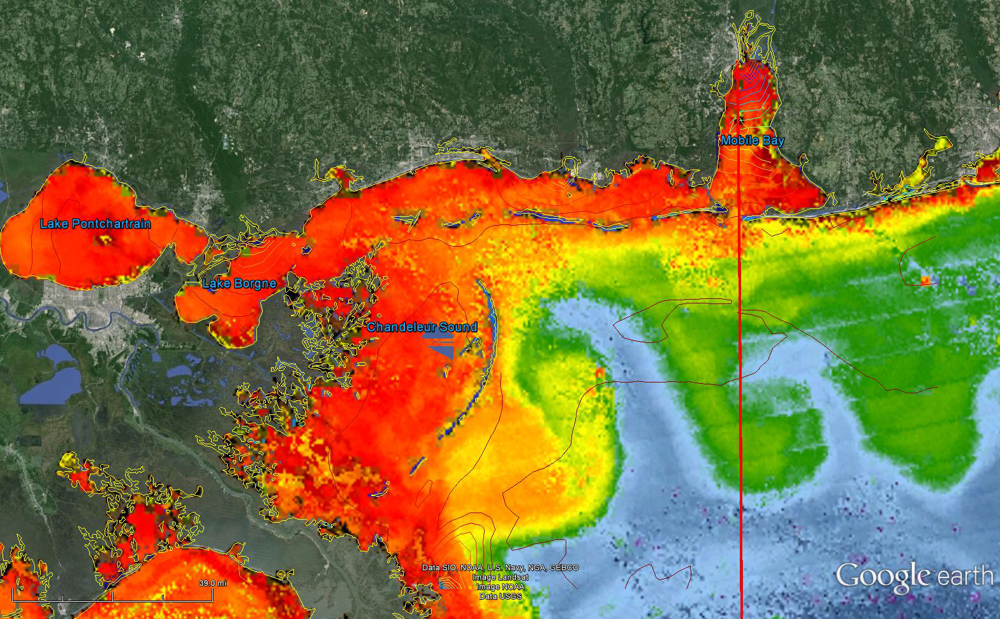 Mobile Bay
Lake Pontchartrain
Lake Borgne
Chandeleur Sound
Data SIO, NOAA, U.S. Navy, NGA, GEBCO
Image Landsat
Image NOAA
Data USGS
39.0 mi
Google earth